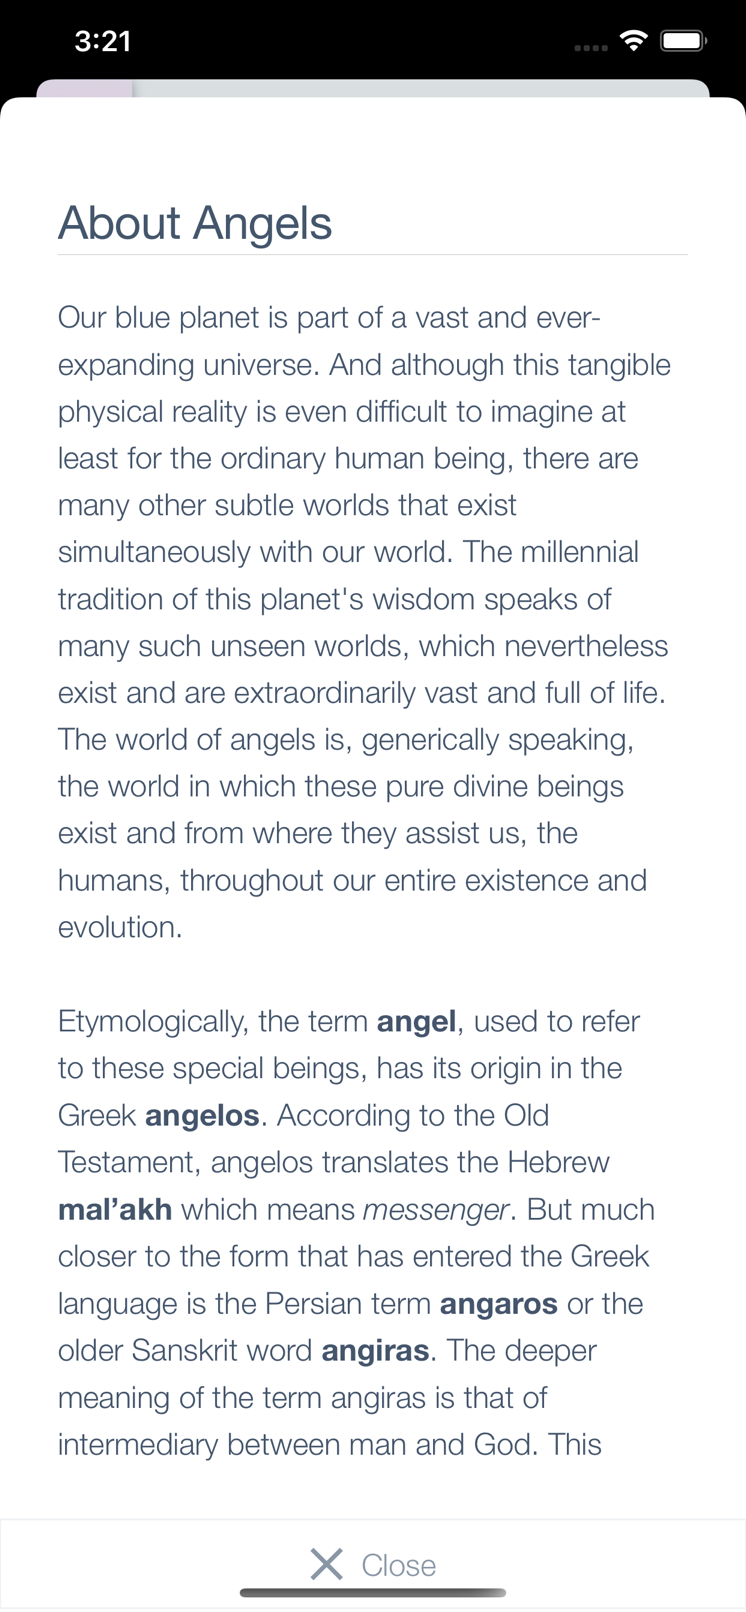 3:21
About Angels
Our blue planet is part of a vast and ever-
expanding universe. And although this tangible
physical reality is even difficult to imagine at
least for the ordinary human being, there are
many other subtle worlds that exist
simultaneously with our world. The millennial
tradition of this planet's wisdom speaks of
many such unseen worlds, which nevertheless
exist and are extraordinarily vast and full of life.
The world of angels is, generically speaking,
the world in which these pure divine beings
exist and from where they assist us, the
humans, throughout our entire existence and
evolution.
Etymologically, the term angel, used to refer
to these special beings, has its origin in the
Greek angelos. According to the Old
Testament, angelos translates the Hebrew
mal’akh which means messenger. But much
closer to the form that has entered the Greek
language is the Persian term angaros or the
older Sanskrit word angiras. The deeper
meaning of the term angiras is that of
intermediary between man and God. This
Close